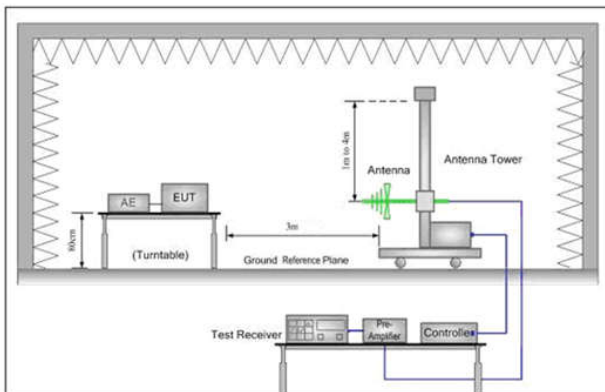 1m to 4m
Antenna
Antenna Tower
AE
EUT
80cm
(Turntable)
3m
Ground Reference Plane
Test Receiver
Pre-
Amplifier
Controller